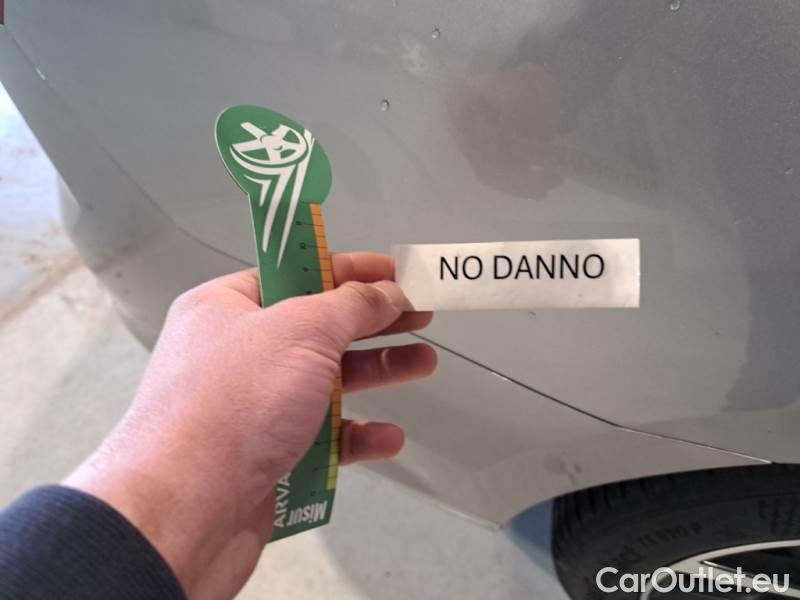 NO DANNO
Misur
ARVA
CarOutlet.eu